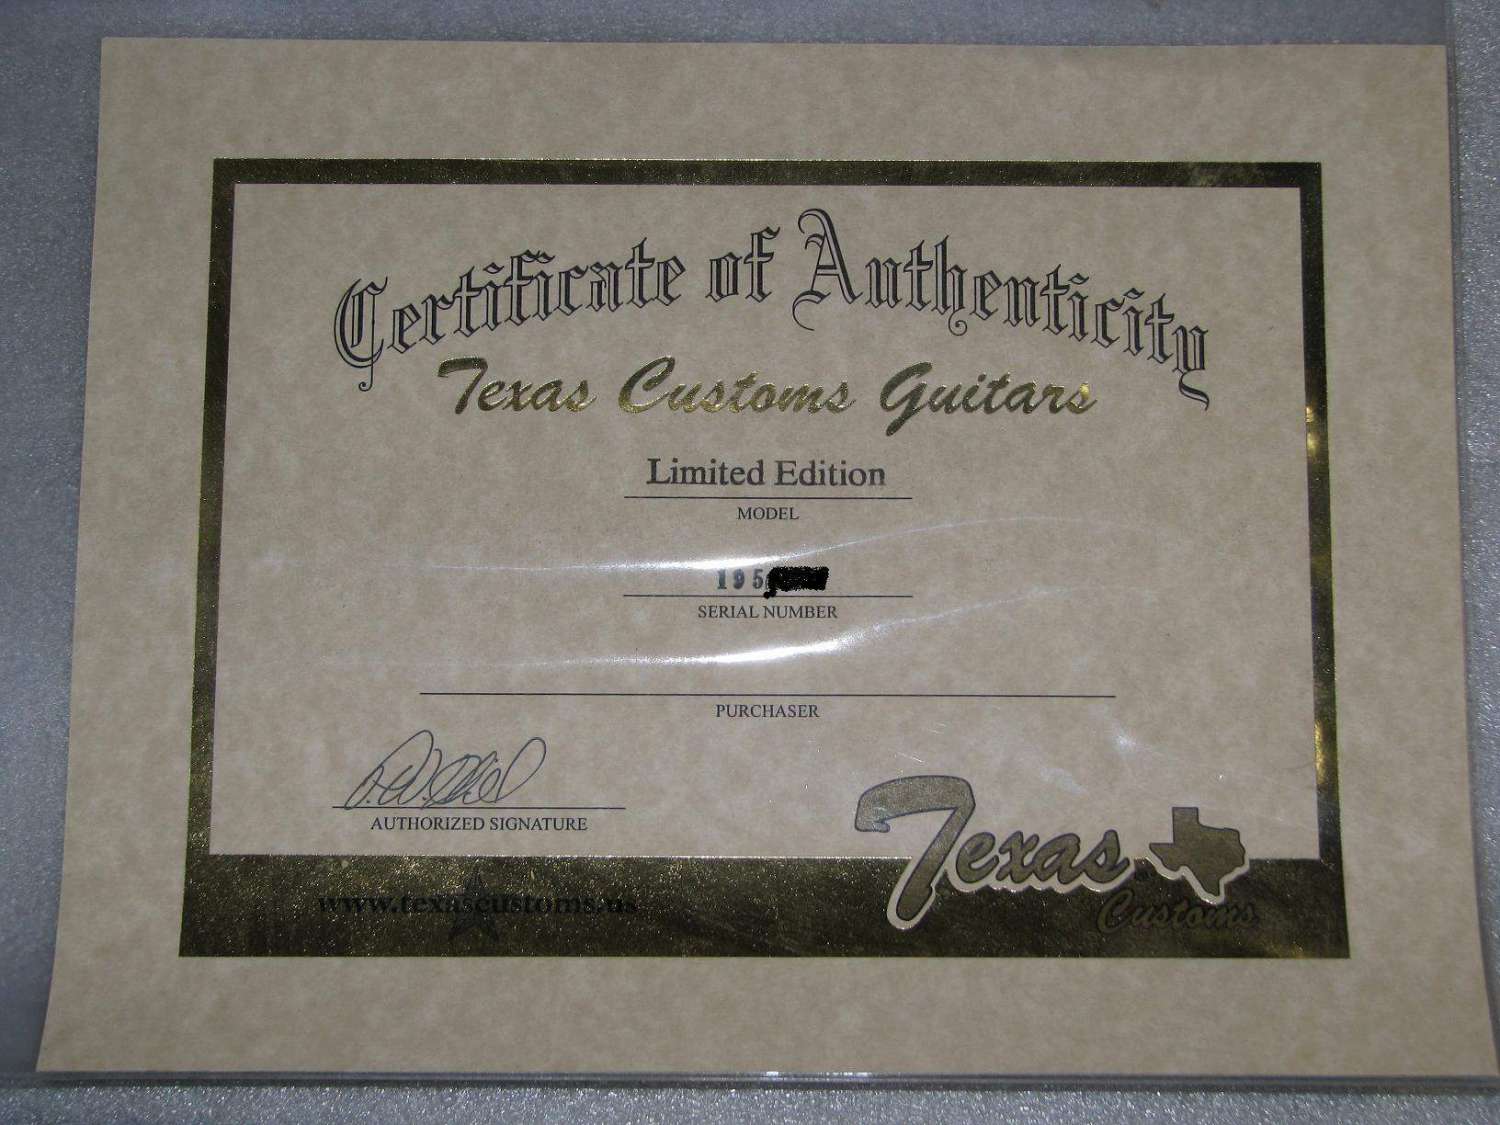 Certificate of Authenticity
Texas Customs Guitars
Limited Edition
MODEL
195
SERIAL NUMBER
PURCHASER
AUTHORIZED SIGNATURE
www.texascustoms.us
Texas
Customs